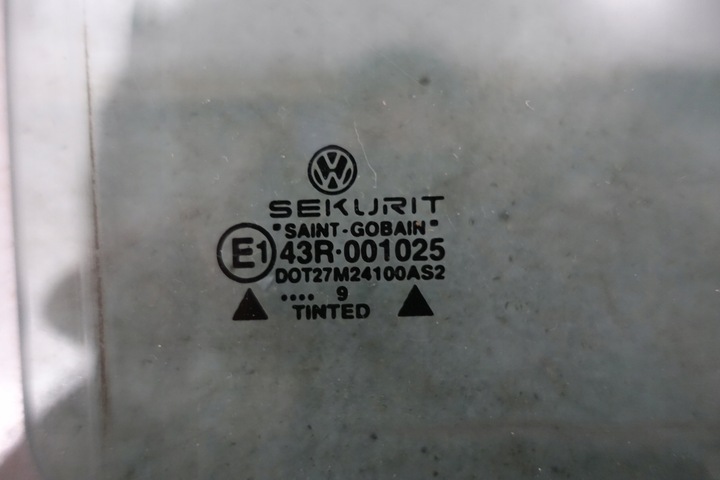 SEKURIT
"SAINT-GOBAIN"
E1 43R·001025
DOT27M24100AS2
.... 9
TINTED